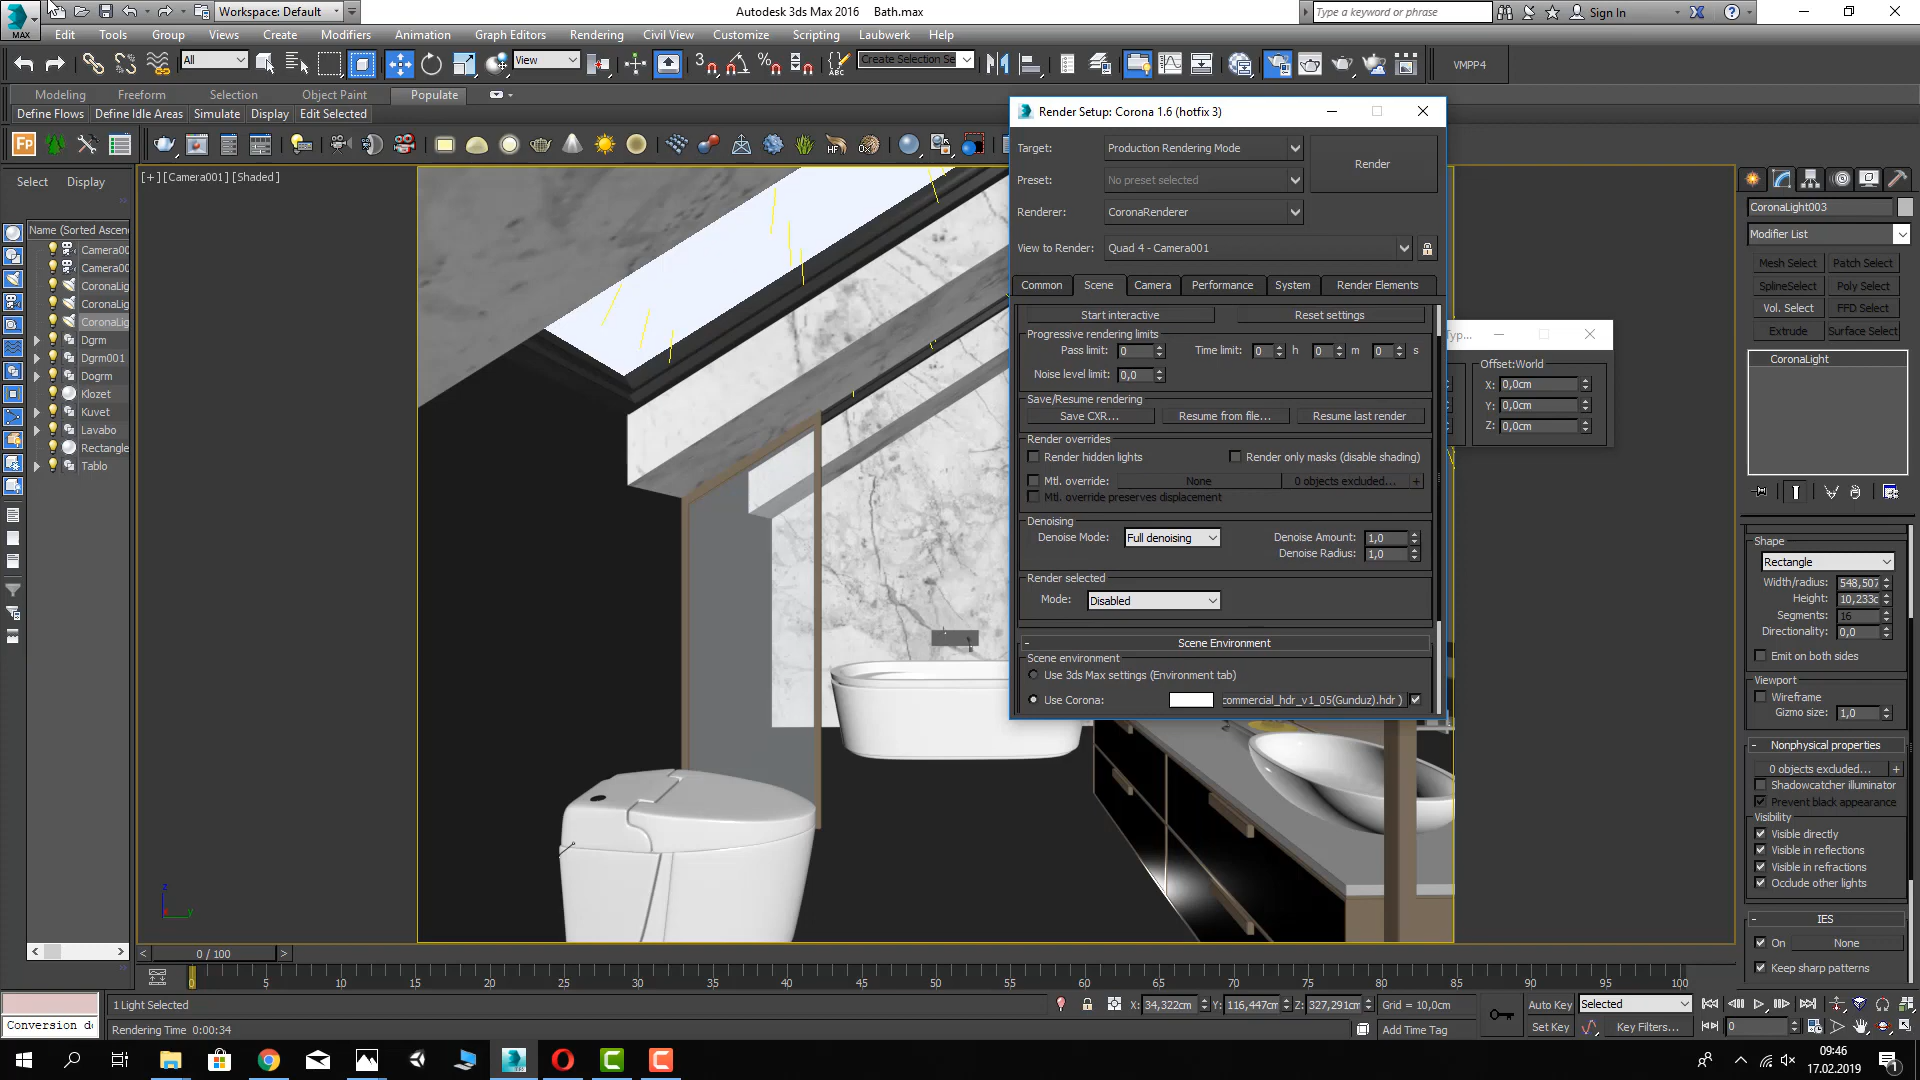 Workspace: Default
Autodesk 3ds Max 2016 Bath.max
Type a keyword or phrase
Sign In
MAX
Edit Tools Group Views Create Modifiers Animation Graph Editors Rendering Civil View Customize Scripting Laubwerk Help
All
View
3
Create Selection Se
VMPP4
Modeling Freeform Selection Object Paint Populate
Define Flows Define Idle Areas Simulate Display Edit Selected
Fp
HF
Select Display
[+] [Camera001] [Shaded]
Name (Sorted Ascen
Camera00
Camera00
CoronaLig
CoronaLig
CoronaLig
Dgrm
Dgrm001
Dogrm
Klozet
Kuvet
Lavabo
Rectangle
Tablo
Render Setup: Corona 1.6 (hotfix 3)
Target: Production Rendering Mode
Render
Preset: No preset selected
Renderer: CoronaRenderer
View to Render: Quad 4 - Camera001
Common Scene Camera Performance System Render Elements
Start interactive Reset settings
Progressive rendering limits
Pass limit: 0 Time limit: 0 h 0 m 0 s
Noise level limit: 0,0
Save/Resume rendering
Save CXR... Resume from file... Resume last render
Render overrides
Render hidden lights Render only masks (disable shading)
Mtl. override: None 0 objects excluded... +
Mtl. override preserves displacement
Denoising
Denoise Mode: Full denoising Denoise Amount: 1,0
Denoise Radius: 1,0
Render selected
Mode: Disabled
- Scene Environment
Scene environment
Use 3ds Max settings (Environment tab)
Use Corona: commercial_hdr_v1_05(Gunduz).hdr )
Typ...
Offset:World
X: 0,0cm
Y: 0,0cm
Z: 0,0cm
CoronaLight003
Modifier List
Mesh Select Patch Select
SplineSelect Poly Select
Vol. Select FFD Select
Extrude Surface Select
CoronaLight
Shape
Rectangle
Width/radius: 548,507
Height: 10,233c
Segments: 16
Directionality: 0,0
Emit on both sides
Viewport
Wireframe
Gizmo size: 1,0
- Nonphysical properties
0 objects excluded... +
Shadowcatcher illuminator
Prevent black appearance
Visibility
Visible directly
Visible in reflections
Visible in refractions
Occlude other lights
- IES
On None
Keep sharp patterns
z
y
< 0 / 100 >
0 5 10 15 20 25 30 35 40 45 50 55 60 65 70 75 80 85 90 95 100
1 Light Selected
X: 34,322cm Y: 116,447cm Z: 327,291cm Grid = 10,0cm
Auto Key Selected
Conversion de
Rendering Time 0:00:34
Add Time Tag
Set Key Key Filters...
0
09:46
17.02.2019
1